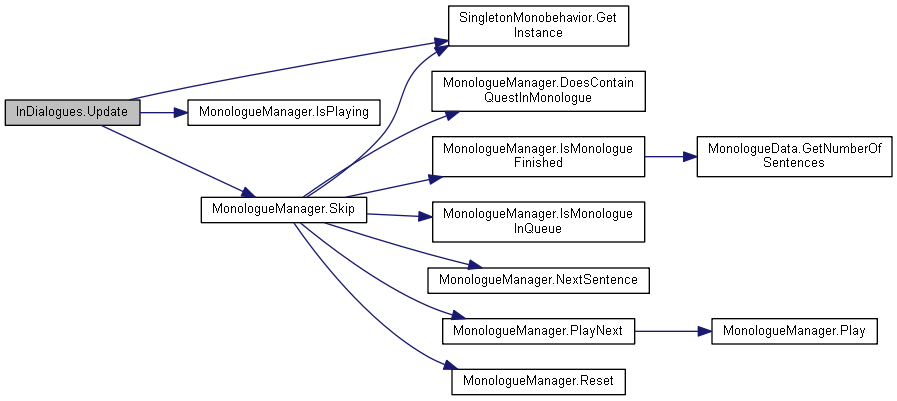 SingletonMonobehavior.Get
Instance
MonologueManager.DoesContain
QuestInMonologue
InDialogues.Update
MonologueManager.IsPlaying
MonologueManager.IsMonologue
Finished
MonologueData.GetNumberOf
Sentences
MonologueManager.Skip
MonologueManager.IsMonologue
InQueue
MonologueManager.NextSentence
MonologueManager.PlayNext
MonologueManager.Play
MonologueManager.Reset